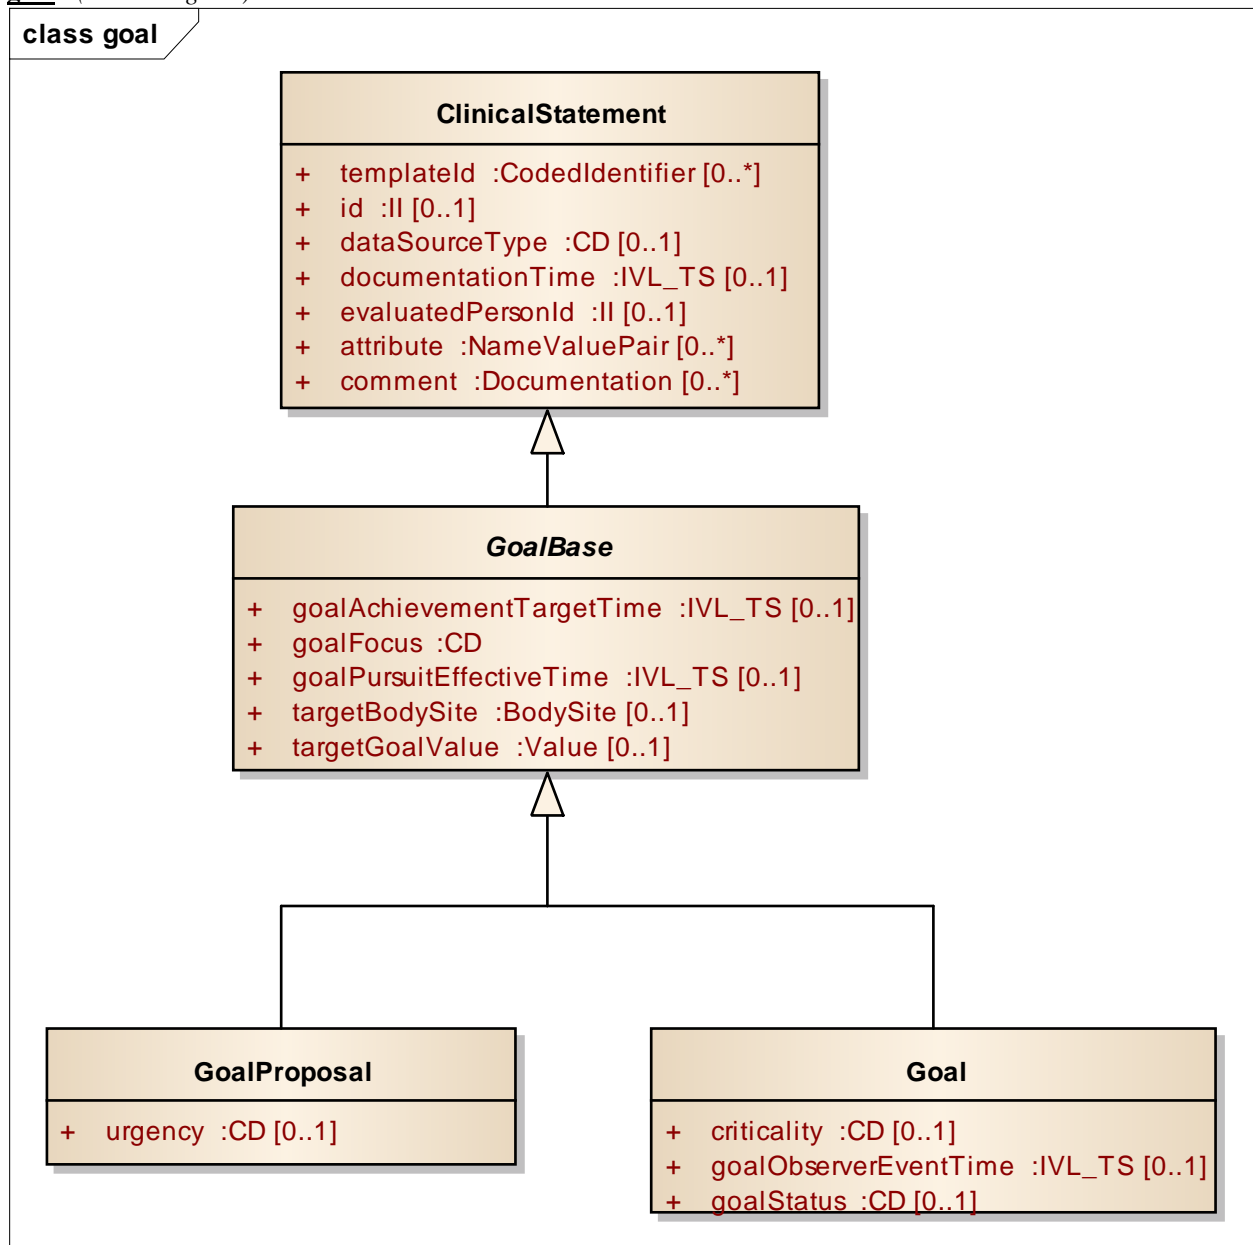 class goal
ClinicalStatement
+ templateId :CodedIdentifier [0..*]
+ id :II [0..1]
+ dataSourceType :CD [0..1]
+ documentationTime :IVL_TS [0..1]
+ evaluatedPersonId :II [0..1]
+ attribute :NameValuePair [0..*]
+ comment :Documentation [0..*]
GoalBase
+ goalAchievementTargetTime :IVL_TS [0..1]
+ goalFocus :CD
+ goalPursuitEffectiveTime :IVL_TS [0..1]
+ targetBodySite :BodySite [0..1]
+ targetGoalValue :Value [0..1]
GoalProposal
+ urgency :CD [0..1]
Goal
+ criticality :CD [0..1]
+ goalObserverEventTime :IVL_TS [0..1]
+ goalStatus :CD [0..1]